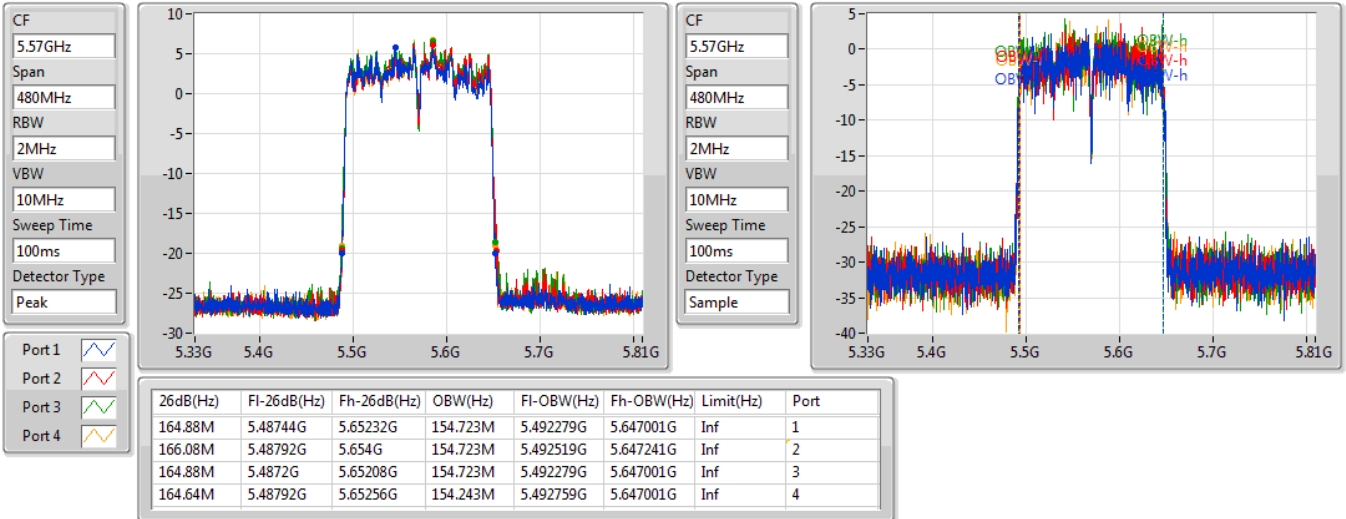 CF
5.57GHz
Span
480MHz
RBW
2MHz
VBW
10MHz
Sweep Time
100ms
Detector Type
Peak
10
5
0
-5
-10
-15
-20
-25
-30
5.33G 5.4G 5.5G 5.6G 5.7G 5.81G
CF
5.57GHz
Span
480MHz
RBW
2MHz
VBW
10MHz
Sweep Time
100ms
Detector Type
Sample
5
0
-5
-10
-15
-20
-25
-30
-35
-40
5.33G 5.4G 5.5G 5.6G 5.7G 5.81G
OBW-h
Port 1
Port 2
Port 3
Port 4
26dB(Hz) Fl-26dB(Hz) Fh-26dB(Hz) OBW(Hz) Fl-OBW(Hz) Fh-OBW(Hz) Limit(Hz) Port
164.88M 5.48744G 5.65232G 154.723M 5.492279G 5.647001G Inf 1
166.08M 5.48792G 5.654G 154.723M 5.492519G 5.647241G Inf 2
164.88M 5.4872G 5.65208G 154.723M 5.492279G 5.647001G Inf 3
164.64M 5.48792G 5.65256G 154.243M 5.492759G 5.647001G Inf 4